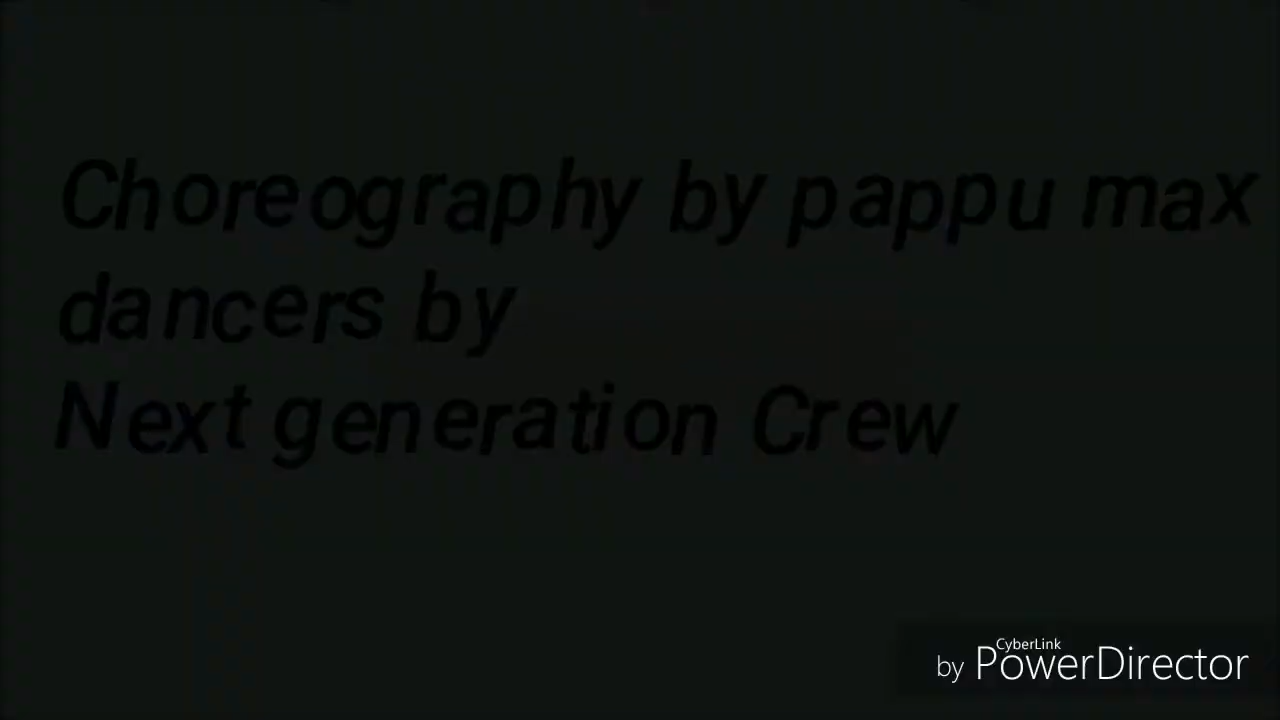 Choreography by pappu max
dancers by
Next generation Crew
CyberLink
by PowerDirector